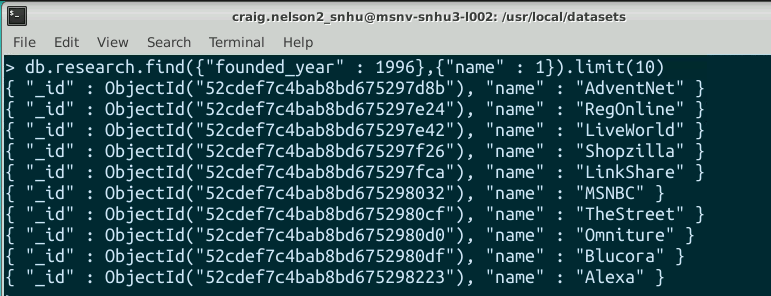 craig.nelson2_snhu@msnv-snhu3-l002: /usr/local/datasets
File Edit View Search Terminal Help
> db.research.find({"founded_year" : 1996},{"name" : 1}).limit(10)
{ "_id" : ObjectId("52cdef7c4bab8bd675297d8b"), "name" : "AdventNet" }
{ "_id" : ObjectId("52cdef7c4bab8bd675297e24"), "name" : "RegOnline" }
{ "_id" : ObjectId("52cdef7c4bab8bd675297e42"), "name" : "LiveWorld" }
{ "_id" : ObjectId("52cdef7c4bab8bd675297f26"), "name" : "Shopzilla" }
{ "_id" : ObjectId("52cdef7c4bab8bd675297fca"), "name" : "LinkShare" }
{ "_id" : ObjectId("52cdef7c4bab8bd675298032"), "name" : "MSNBC" }
{ "_id" : ObjectId("52cdef7c4bab8bd6752980cf"), "name" : "TheStreet" }
{ "_id" : ObjectId("52cdef7c4bab8bd6752980d0"), "name" : "Omniture" }
{ "_id" : ObjectId("52cdef7c4bab8bd6752980df"), "name" : "Blucora" }
{ "_id" : ObjectId("52cdef7c4bab8bd675298223"), "name" : "Alexa" }